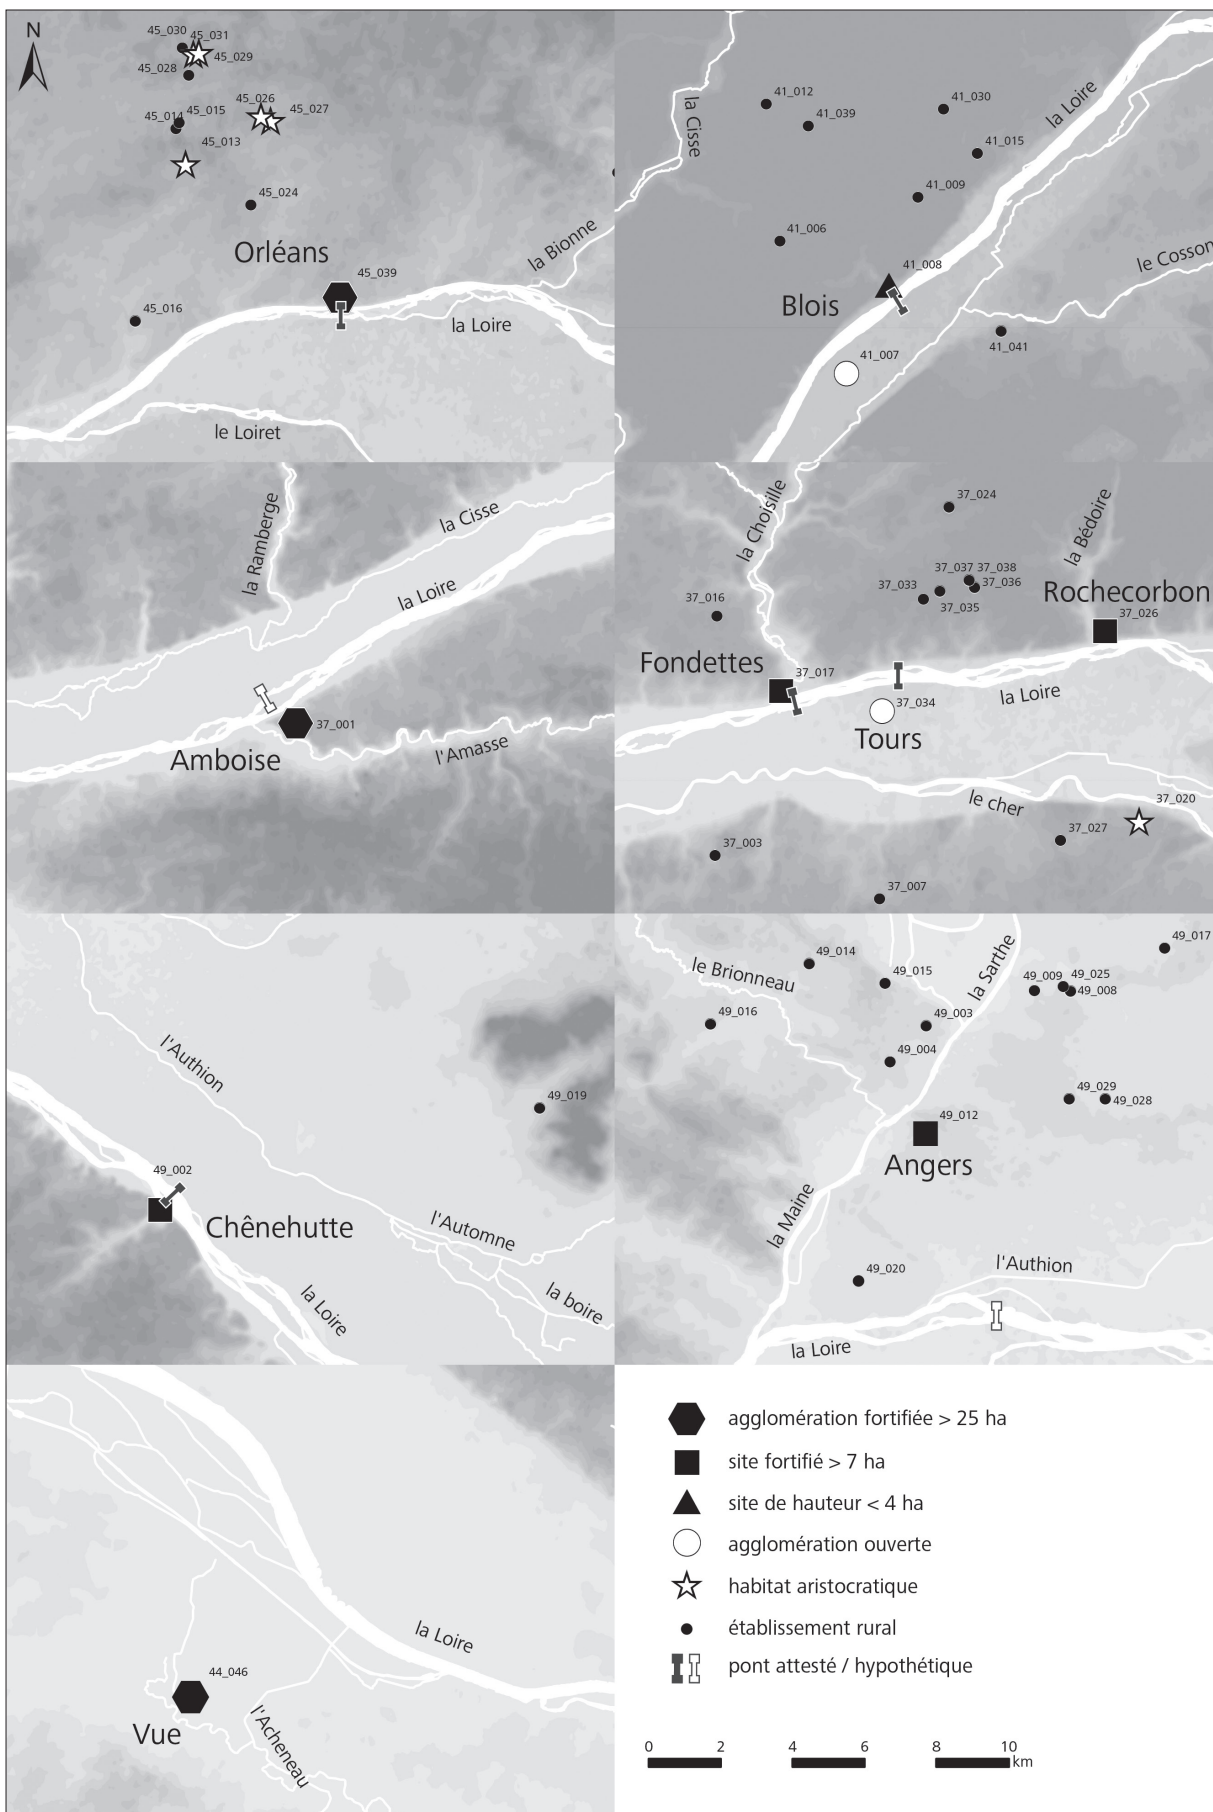 N
45_030
45_031
45_029
45_028
45_026
45_027
45_014
45_015
45_013
45_024
Orléans
la Bionne
45_039
45_016
la Loire
le Loiret
la Cisse
41_012
41_039
41_030
la Loire
41_015
41_009
41_006
le Cosson
41_008
Blois
41_007
41_041
la Ramberge
la Cisse
la Loire
37_001
Amboise
l'Amasse
la Choisille
37_024
la Bédoire
37_037
37_038
37_033
37_036
37_035
37_016
Rochecorbon
37_026
Fondettes
37_017
la Loire
37_034
Tours
le cher
37_020
37_027
37_003
37_007
l'Authion
49_019
49_002
Chênehutte
l'Automne
la boire
la Loire
le Brionneau
49_014
49_015
la Sarthe
49_017
49_009
49_025
49_008
49_016
49_003
49_004
49_029
49_028
49_012
Angers
la Maine
49_020
l'Authion
la Loire
la Loire
44_046
Vue
l'Acheneau
agglomération fortifiée > 25 ha
site fortifié > 7 ha
site de hauteur < 4 ha
agglomération ouverte
habitat aristocratique
établissement rural
pont attesté / hypothétique
0 2 4 6 8 10
km